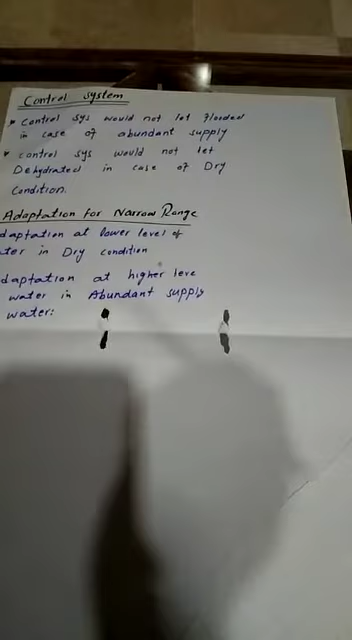 Control system
* Control sys would not let flooded
in case of abundant supply
* control sys would not let
Dehydrated in case of Dry
Condition.
Adaptation for Narrow Range
daptation at lower level of
ter in Dry condition
daptation at higher leve
water in Abundant supply
water: